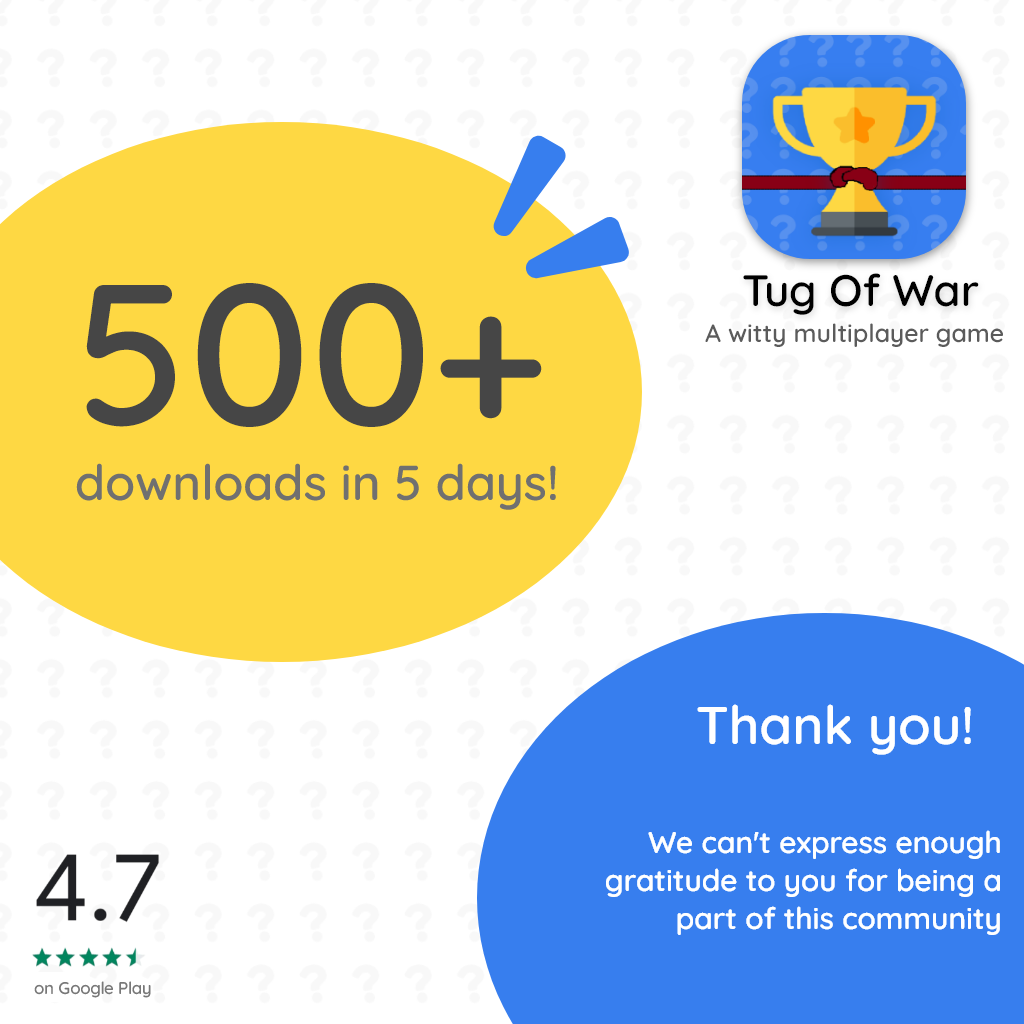 Tug Of War
A witty multiplayer game
500+
downloads in 5 days!
Thank you!
We can't express enough
gratitude to you for being a
part of this community
4.7
on Google Play